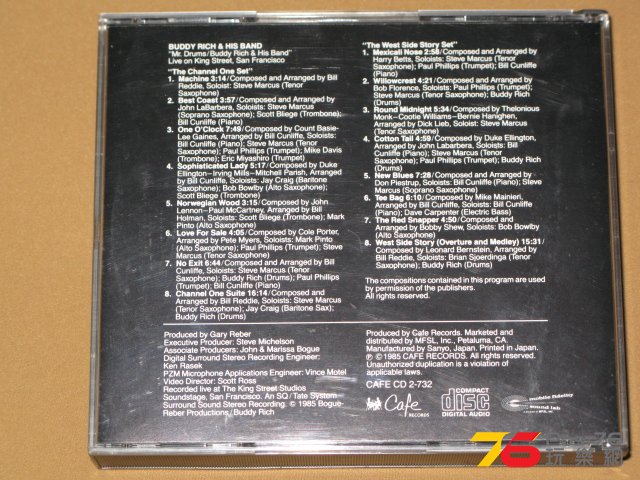 BUDDY RICH & HIS BAND
"Mr. Drums/Buddy Rich & His Band"
Live on King Street, San Francisco
"The Channel One Set"
1. Machine 3:14/Composed and Arranged by Bill
Reddie, Soloist: Steve Marcus (Tenor
Saxophone)
2. Best Coast 3:57/Composed and Arranged by
John LaBarbera, Soloists: Steve Marcus
(Soprano Saxophone); Scott Bliege (Trombone);
Bill Cunliffe (Piano)
3. One O'Clock 7:49/Composed by Count Basie-
Lee Gaines, Arranged by Bill Cunliffe, Soloists:
Bill Cunliffe (Piano); Steve Marcus (Tenor
Saxophone); Paul Phillips (Trumpet); Mike Davis
(Trombone); Eric Miyashiro (Trumpet)
4. Sophisticated Lady 5:17/Composed by Duke
Ellington—Irving Mills—Mitchell Parish, Arranged
by Bill Cunliffe, Soloists: Jay Craig (Baritone
Saxophone); Bob Bowlby (Alto Saxophone);
Scott Bliege (Trombone)
5. Norwegian Wood 3:15/Composed by John
Lennon—Paul McCartney, Arranged by Bill
Holman, Soloists: Scott Bliege (Trombone); Mark
Pinto (Alto Saxophone)
6. Love For Sale 4:05/Composed by Cole Porter,
Arranged by Pete Myers, Soloists: Mark Pinto
(Alto Saxophone); Paul Phillips (Trumpet); Steve
Marcus (Tenor Saxophone)
7. No Exit 6:44/Composed and Arranged by Bill
Cunliffe, Soloists: Steve Marcus (Tenor
Saxophone); Buddy Rich (Drums); Paul Phillips
(Trumpet); Bill Cunliffe (Piano)
8. Channel One Suite 16:14/Composed and
Arranged by Bill Reddie, Soloists: Steve Marcus
(Tenor Saxophone); Jay Craig (Baritone Sax);
Buddy Rich (Drums)
"The West Side Story Set"
1. Mexicali Nose 2:58/Composed and Arranged by
Harry Betts, Soloists: Steve Marcus (Tenor
Saxophone); Paul Phillips (Trumpet); Bill Cunliffe
(Piano)
2. Willowcrest 4:21/Composed and Arranged by
Bob Florence, Soloists: Paul Phillips (Trumpet);
Steve Marcus (Tenor Saxophone); Buddy Rich
(Drums)
3. Round Midnight 5:34/Composed by Thelonious
Monk—Cootie Williams—Bernie Hanighen,
Arranged by Dick Lieb, Soloist: Steve Marcus
(Tenor Saxophone)
4. Cotton Tail 4:59/Composed by Duke Ellington,
Arranged by John Labarbera, Soloists: Bill
Cunliffe (Piano); Steve Marcus (Tenor
Saxophone); Paul Phillips (Trumpet); Buddy Rich
(Drums)
5. New Blues 7:28/Composed and Arranged by
Don Piestrup, Soloists: Bill Cunliffe (Piano); Steve
Marcus (Soprano Saxophone)
6. Tee Bag 6:10/Composed by Mike Mainieri,
Arranged by Bill Cunliffe, Soloists: Bill Cunliffe
(Piano); Dave Carpenter (Electric Bass)
7. The Red Snapper 4:50/Composed and
Arranged by Bobby Shew, Soloist: Bob Bowlby
(Alto Saxophone)
8. West Side Story (Overture and Medley) 15:31/
Composed by Leonard Bernstein, Arranged by
Bill Reddie, Soloists: Brian Sjoerdinga (Tenor
Saxophone); Buddy Rich (Drums)
The compositions contained in this program are used
by permission of the publishers.
All rights reserved.
Produced by Gary Reber
Executive Producer: Steve Michelson
Associate Producers: John & Marissa Bogue
Digital Surround Stereo Recording Engineer:
Ken Rasek
PZM Microphone Applications Engineer: Vince Motel
Video Director: Scott Ross
Recorded live at The King Street Studios
Soundstage, San Francisco. An SQ/Tate System
Surround Sound Stereo Recording. © 1985 Bogue-
Reber Productions/Buddy Rich
Produced by Cafe Records. Marketed and
distributed by MFSL, Inc., Petaluma, CA.
Manufactured by Sanyo, Japan. Printed in Japan.
℗ © 1985 CAFE RECORDS. All rights reserved.
Unauthorized duplication is a violation of
applicable laws.
CAFE CD 2-732
Cafe
RECORDS
COMPACT
disc
DIGITAL AUDIO
mobile fidelity
sound lab
76
玩樂網